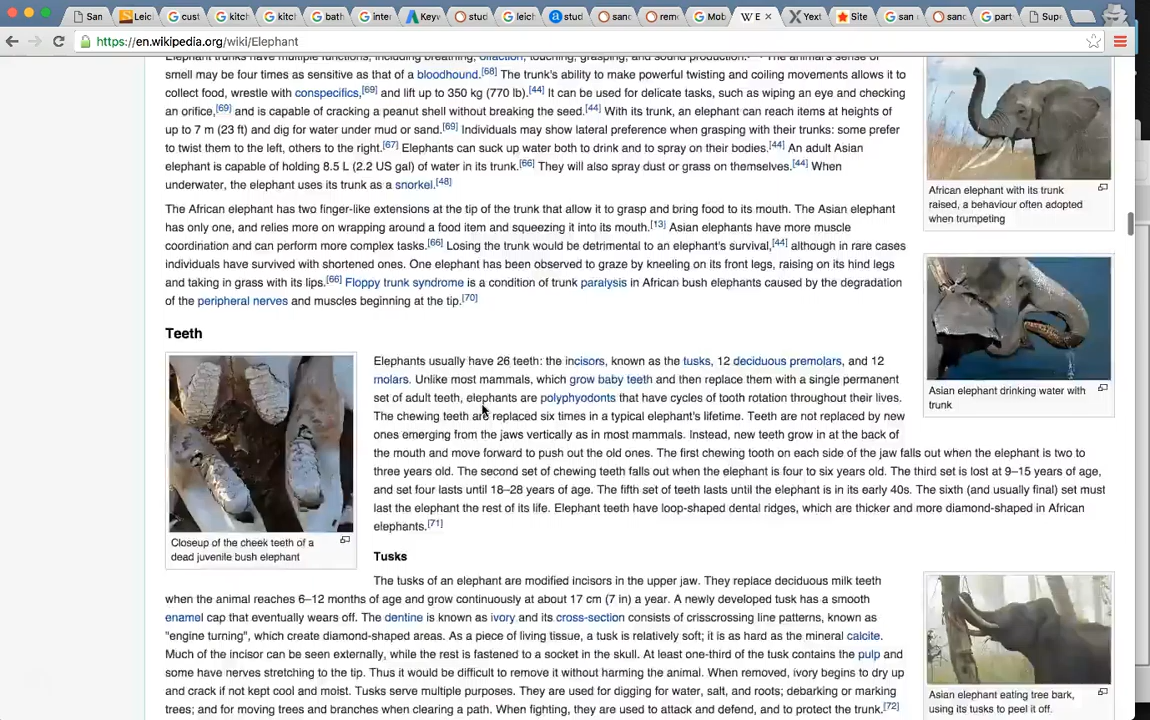 San
Leic
cust
kitch
kitch
bath
inter
Keyv
stud
leich
stud
sand
rem
Mob
W E
Yext
Site
san
sand
part
Supe
https://en.wikipedia.org/wiki/Elephant
Elephant trunks have multiple functions, including breathing, olfaction, touching, grasping, and sound production. The animal's sense of
smell may be four times as sensitive as that of a bloodhound.[68] The trunk's ability to make powerful twisting and coiling movements allows it to
collect food, wrestle with conspecifics,[69] and lift up to 350 kg (770 lb).[44] It can be used for delicate tasks, such as wiping an eye and checking
an orifice,[69] and is capable of cracking a peanut shell without breaking the seed.[44] With its trunk, an elephant can reach items at heights of
up to 7 m (23 ft) and dig for water under mud or sand.[69] Individuals may show lateral preference when grasping with their trunks: some prefer
to twist them to the left, others to the right.[67] Elephants can suck up water both to drink and to spray on their bodies.[44] An adult Asian
elephant is capable of holding 8.5 L (2.2 US gal) of water in its trunk.[66] They will also spray dust or grass on themselves.[44] When
underwater, the elephant uses its trunk as a snorkel.[48]
African elephant with its trunk
raised, a behaviour often adopted
when trumpeting
The African elephant has two finger-like extensions at the tip of the trunk that allow it to grasp and bring food to its mouth. The Asian elephant
has only one, and relies more on wrapping around a food item and squeezing it into its mouth.[13] Asian elephants have more muscle
coordination and can perform more complex tasks.[66] Losing the trunk would be detrimental to an elephant's survival,[44] although in rare cases
individuals have survived with shortened ones. One elephant has been observed to graze by kneeling on its front legs, raising on its hind legs
and taking in grass with its lips.[66] Floppy trunk syndrome is a condition of trunk paralysis in African bush elephants caused by the degradation
of the peripheral nerves and muscles beginning at the tip.[70]
Asian elephant drinking water with
trunk
Teeth
Elephants usually have 26 teeth: the incisors, known as the tusks, 12 deciduous premolars, and 12
molars. Unlike most mammals, which grow baby teeth and then replace them with a single permanent
set of adult teeth, elephants are polyphyodonts that have cycles of tooth rotation throughout their lives.
The chewing teeth are replaced six times in a typical elephant's lifetime. Teeth are not replaced by new
ones emerging from the jaws vertically as in most mammals. Instead, new teeth grow in at the back of
the mouth and move forward to push out the old ones. The first chewing tooth on each side of the jaw falls out when the elephant is two to
three years old. The second set of chewing teeth falls out when the elephant is four to six years old. The third set is lost at 9–15 years of age,
and set four lasts until 18–28 years of age. The fifth set of teeth lasts until the elephant is in its early 40s. The sixth (and usually final) set must
last the elephant the rest of its life. Elephant teeth have loop-shaped dental ridges, which are thicker and more diamond-shaped in African
elephants.[71]
Closeup of the cheek teeth of a
dead juvenile bush elephant
Tusks
The tusks of an elephant are modified incisors in the upper jaw. They replace deciduous milk teeth
when the animal reaches 6–12 months of age and grow continuously at about 17 cm (7 in) a year. A newly developed tusk has a smooth
enamel cap that eventually wears off. The dentine is known as ivory and its cross-section consists of crisscrossing line patterns, known as
"engine turning", which create diamond-shaped areas. As a piece of living tissue, a tusk is relatively soft; it is as hard as the mineral calcite.
Much of the incisor can be seen externally, while the rest is fastened to a socket in the skull. At least one-third of the tusk contains the pulp and
some have nerves stretching to the tip. Thus it would be difficult to remove it without harming the animal. When removed, ivory begins to dry up
and crack if not kept cool and moist. Tusks serve multiple purposes. They are used for digging for water, salt, and roots; debarking or marking
trees; and for moving trees and branches when clearing a path. When fighting, they are used to attack and defend, and to protect the trunk.[72]
Asian elephant eating tree bark,
using its tusks to peel it off.